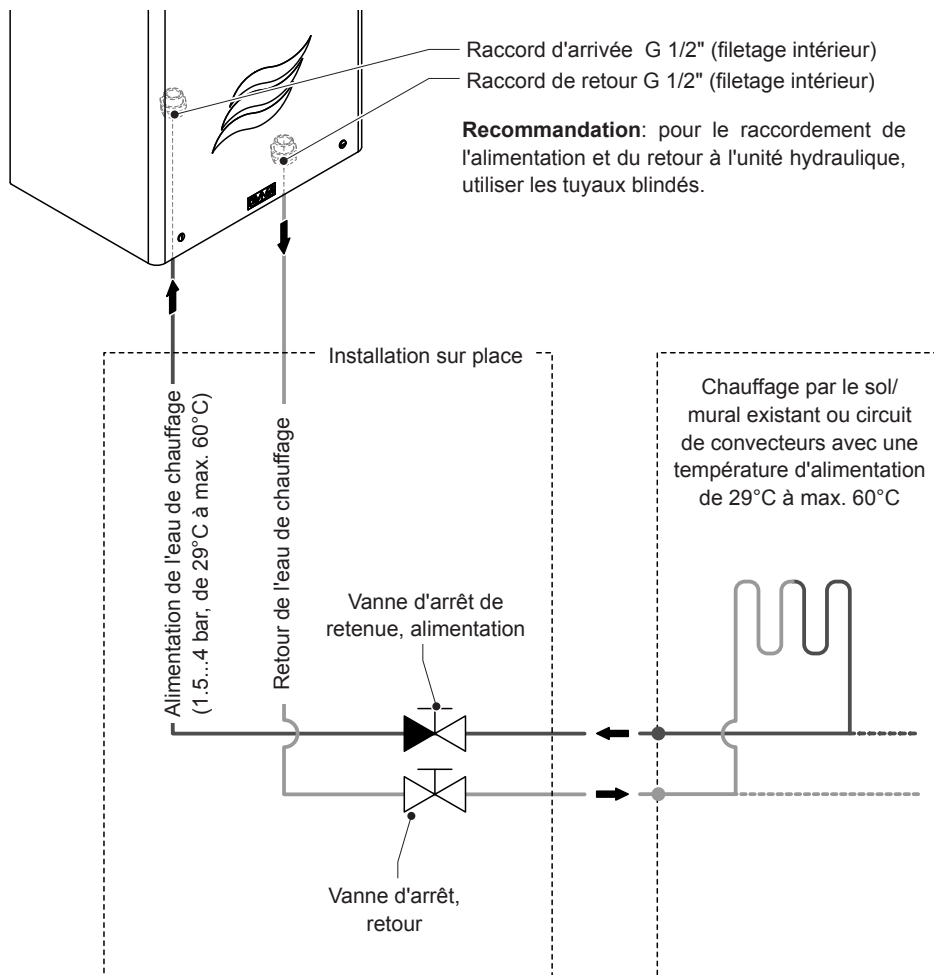 Raccord d'arrivée G 1/2" (filetage intérieur)
Raccord de retour G 1/2" (filetage intérieur)
Recommandation: pour le raccordement de
l'alimentation et du retour à l'unité hydraulique,
utiliser les tuyaux blindés.
Installation sur place
Chauffage par le sol/
mural existant ou circuit
de convecteurs avec une
température d'alimentation
de 29°C à max. 60°C
Alimentation de l'eau de chauffage
(1.5...4 bar, de 29°C à max. 60°C)
Retour de l'eau de chauffage
Vanne d'arrêt de
retenue, alimentation
Vanne d'arrêt,
retour